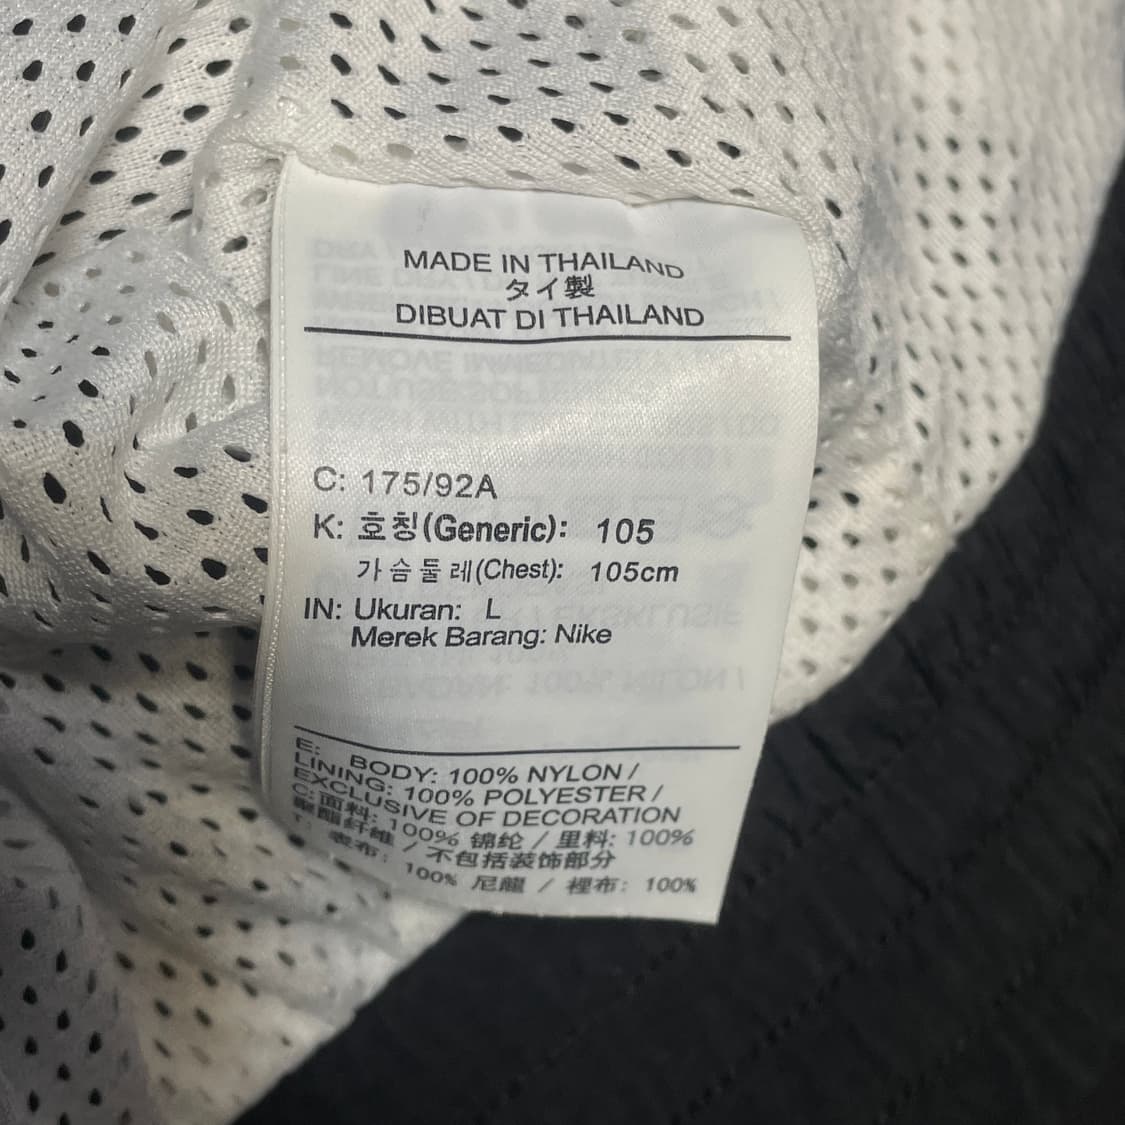 MADE IN THAILAND
タイ製
DIBUAT DI THAILAND
C: 175/92A
K: 호칭(Generic): 105
가슴둘레(Chest): 105cm
IN: Ukuran: L
Merek Barang: Nike
E: BODY: 100% NYLON /
LINING: 100% POLYESTER /
EXCLUSIVE OF DECORATION
C: 面料: 100% 锦纶 / 里料: 100%
聚酯纤维 / 不包括装饰部分
T: 表布: 100% 尼龍 / 裡布: 100%